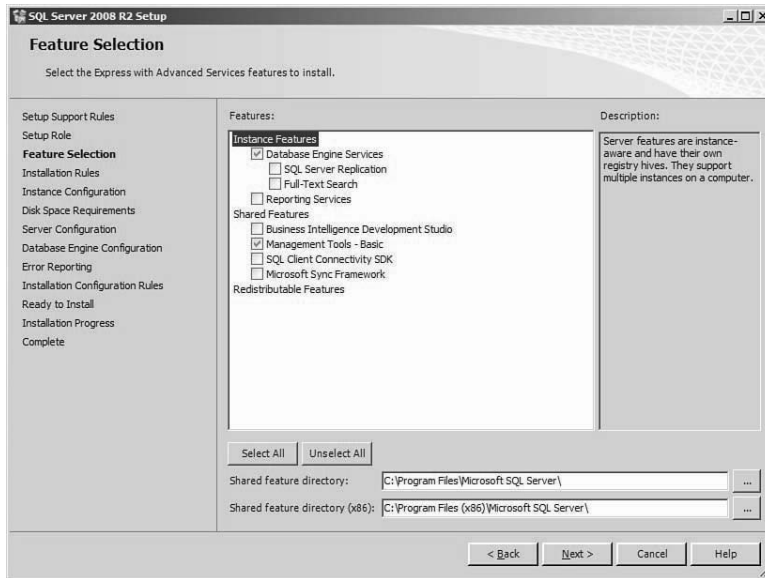 SQL Server 2008 R2 Setup
Feature Selection
Select the Express with Advanced Services features to install.
Setup Support Rules
Setup Role
Feature Selection
Installation Rules
Instance Configuration
Disk Space Requirements
Server Configuration
Database Engine Configuration
Error Reporting
Installation Configuration Rules
Ready to Install
Installation Progress
Complete
Features:
Instance Features
Database Engine Services
SQL Server Replication
Full-Text Search
Reporting Services
Shared Features
Business Intelligence Development Studio
Management Tools - Basic
SQL Client Connectivity SDK
Microsoft Sync Framework
Redistributable Features
Description:
Server features are instance-
aware and have their own
registry hives. They support
multiple instances on a computer.
Select All Unselect All
Shared feature directory: C:\Program Files\Microsoft SQL Server\ ...
Shared feature directory (x86): C:\Program Files (x86)\Microsoft SQL Server\ ...
< Back Next > Cancel Help